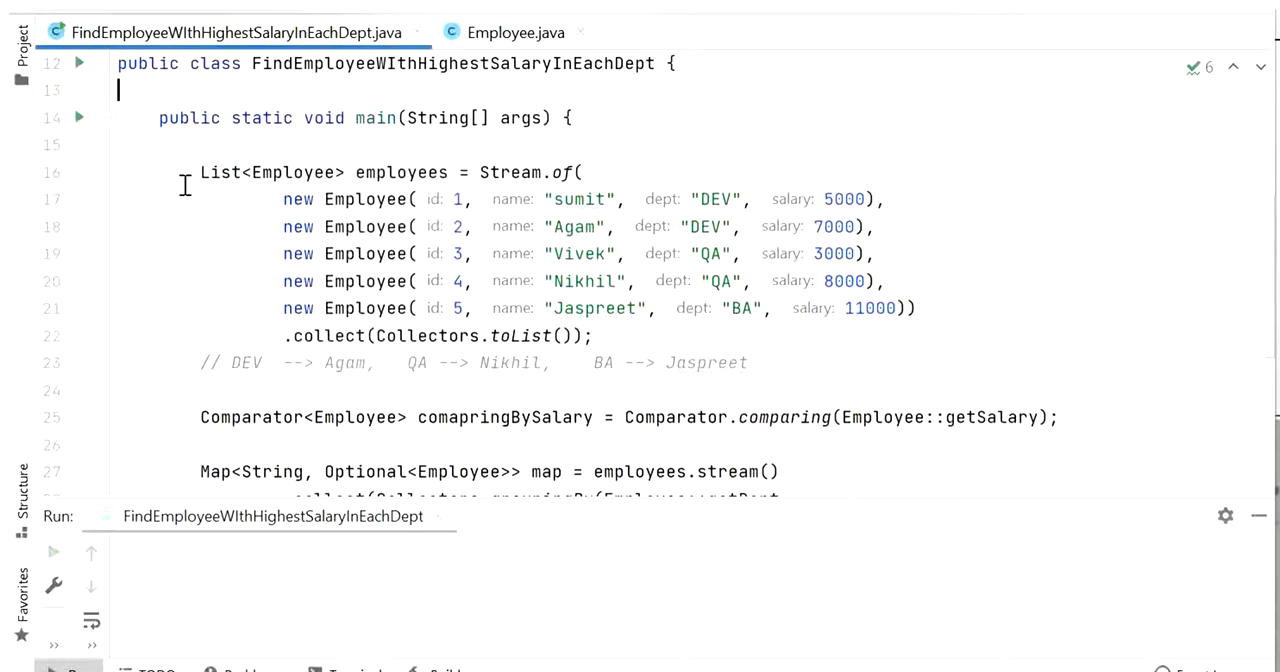 Project
FindEmployeeWIthHighestSalaryInEachDept.java
Employee.java
12 public class FindEmployeeWIthHighestSalaryInEachDept {
6
13
14 public static void main(String[] args) {
15
16 List<Employee> employees = Stream.of(
17 new Employee( id: 1, name: "sumit", dept: "DEV", salary: 5000),
18 new Employee( id: 2, name: "Agam", dept: "DEV", salary: 7000),
19 new Employee( id: 3, name: "Vivek", dept: "QA", salary: 3000),
20 new Employee( id: 4, name: "Nikhil", dept: "QA", salary: 8000),
21 new Employee( id: 5, name: "Jaspreet", dept: "BA", salary: 11000))
22 .collect(Collectors.toList());
23 // DEV --> Agam, QA --> Nikhil, BA --> Jaspreet
24
25 Comparator<Employee> comapringBySalary = Comparator.comparing(Employee::getSalary);
26
27 Map<String, Optional<Employee>> map = employees.stream()
Structure
Run: FindEmployeeWIthHighestSalaryInEachDept
Favorites